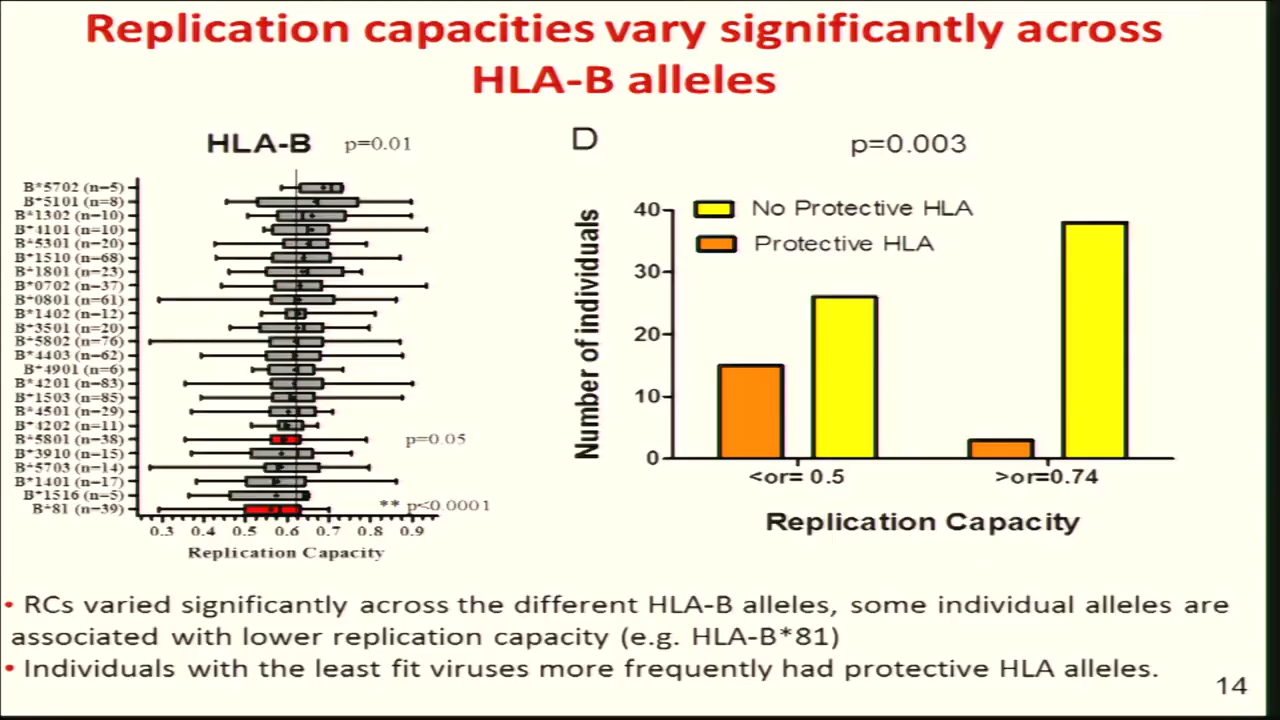 Replication capacities vary significantly across
HLA-B alleles
HLA-B
p=0.01
B*5702 (n=5)
B*5101 (n=8)
B*1302 (n=10)
B*4101 (n=10)
B*5301 (n=20)
B*1510 (n=68)
B*1801 (n=23)
B*0702 (n=37)
B*0801 (n=61)
B*1402 (n=12)
B*3501 (n=20)
B*5802 (n=76)
B*4403 (n=62)
B*4901 (n=6)
B*4201 (n=83)
B*1503 (n=85)
B*4501 (n=29)
B*4202 (n=11)
B*5801 (n=38)
B*3910 (n=15)
B*5703 (n=14)
B*1401 (n=17)
B*1516 (n=5)
B*81 (n=39)
p=0.05
** p<0.0001
0.3 0.4 0.5 0.6 0.7 0.8 0.9
Replication Capacity
D
p=0.003
No Protective HLA
Protective HLA
Number of individuals
40
30
20
10
0
<or= 0.5 >or=0.74
Replication Capacity
• RCs varied significantly across the different HLA-B alleles, some individual alleles are
associated with lower replication capacity (e.g. HLA-B*81)
• Individuals with the least fit viruses more frequently had protective HLA alleles.
14